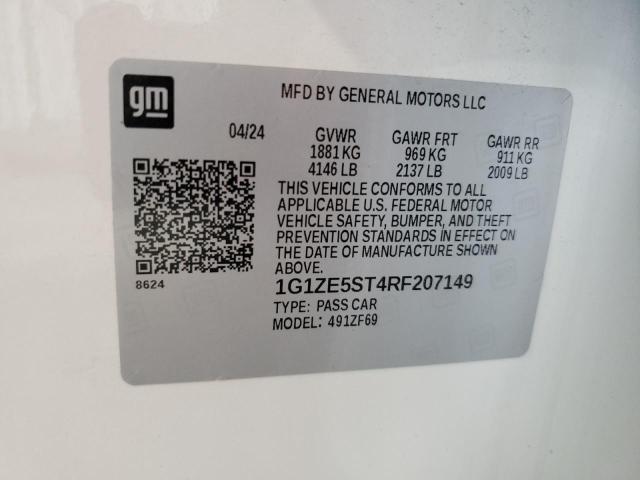 gm
MFD BY GENERAL MOTORS LLC
04/24 GVWR GAWR FRT GAWR RR
1881 KG 969 KG 911 KG
4146 LB 2137 LB 2009 LB
THIS VEHICLE CONFORMS TO ALL
APPLICABLE U.S. FEDERAL MOTOR
VEHICLE SAFETY, BUMPER, AND THEFT
PREVENTION STANDARDS IN EFFECT ON
THE DATE OF MANUFACTURE SHOWN
ABOVE.
8624 1G1ZE5ST4RF207149
TYPE: PASS CAR
MODEL: 491ZF69